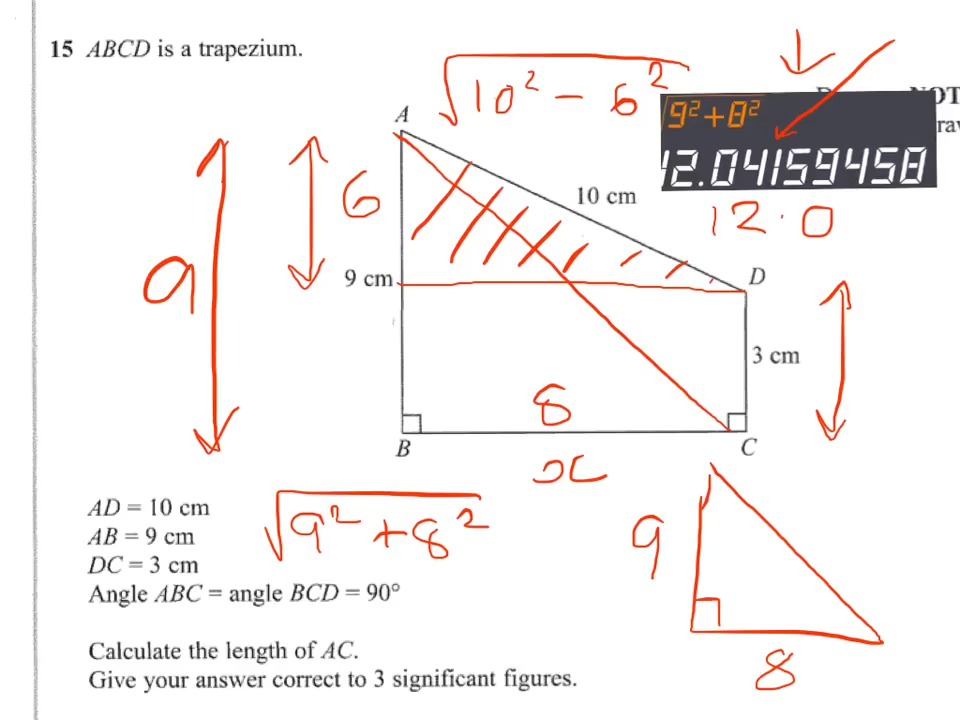 15 ABCD is a trapezium.
√10² – 6²
NOT
√9²+8²
12.04159458
12.0
A
6
10 cm
9
9 cm
D
3 cm
8
B
C
x
AD = 10 cm
AB = 9 cm
DC = 3 cm
Angle ABC = angle BCD = 90°
√9² + 8²
9
8
Calculate the length of AC.
Give your answer correct to 3 significant figures.